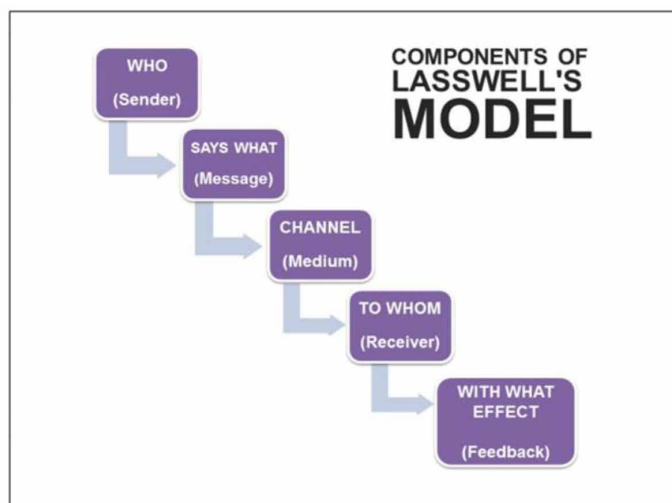 COMPONENTS OF
LASSWELL'S
MODEL
WHO
(Sender)
SAYS WHAT
(Message)
CHANNEL
(Medium)
TO WHOM
(Receiver)
WITH WHAT
EFFECT
(Feedback)